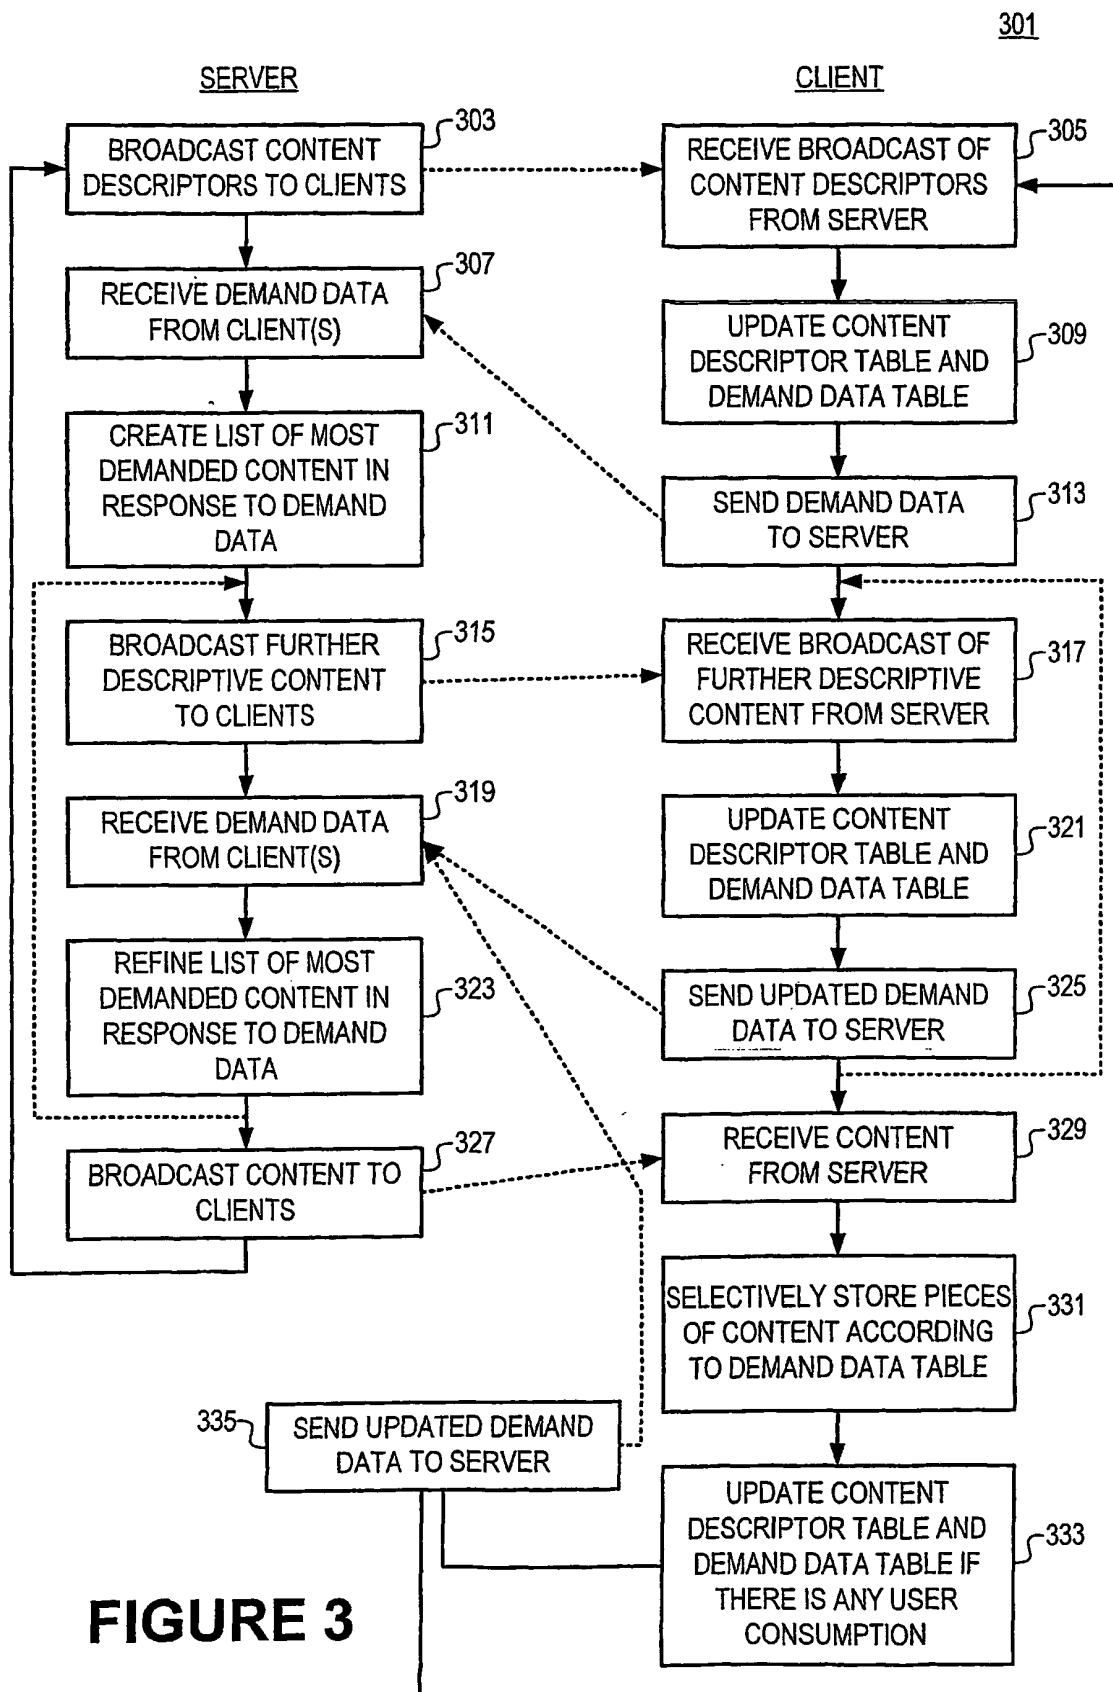 301
SERVER
CLIENT
303
BROADCAST CONTENT
DESCRIPTORS TO CLIENTS
305
RECEIVE BROADCAST OF
CONTENT DESCRIPTORS
FROM SERVER
307
RECEIVE DEMAND DATA
FROM CLIENT(S)
309
UPDATE CONTENT
DESCRIPTOR TABLE AND
DEMAND DATA TABLE
311
CREATE LIST OF MOST
DEMANDED CONTENT IN
RESPONSE TO DEMAND
DATA
313
SEND DEMAND DATA
TO SERVER
315
BROADCAST FURTHER
DESCRIPTIVE CONTENT
TO CLIENTS
317
RECEIVE BROADCAST OF
FURTHER DESCRIPTIVE
CONTENT FROM SERVER
319
RECEIVE DEMAND DATA
FROM CLIENT(S)
321
UPDATE CONTENT
DESCRIPTOR TABLE AND
DEMAND DATA TABLE
323
REFINE LIST OF MOST
DEMANDED CONTENT IN
RESPONSE TO DEMAND
DATA
325
SEND UPDATED DEMAND
DATA TO SERVER
327
BROADCAST CONTENT TO
CLIENTS
329
RECEIVE CONTENT
FROM SERVER
331
SELECTIVELY STORE PIECES
OF CONTENT ACCORDING
TO DEMAND DATA TABLE
335
SEND UPDATED DEMAND
DATA TO SERVER
333
UPDATE CONTENT
DESCRIPTOR TABLE AND
DEMAND DATA TABLE IF
THERE IS ANY USER
CONSUMPTION
FIGURE 3